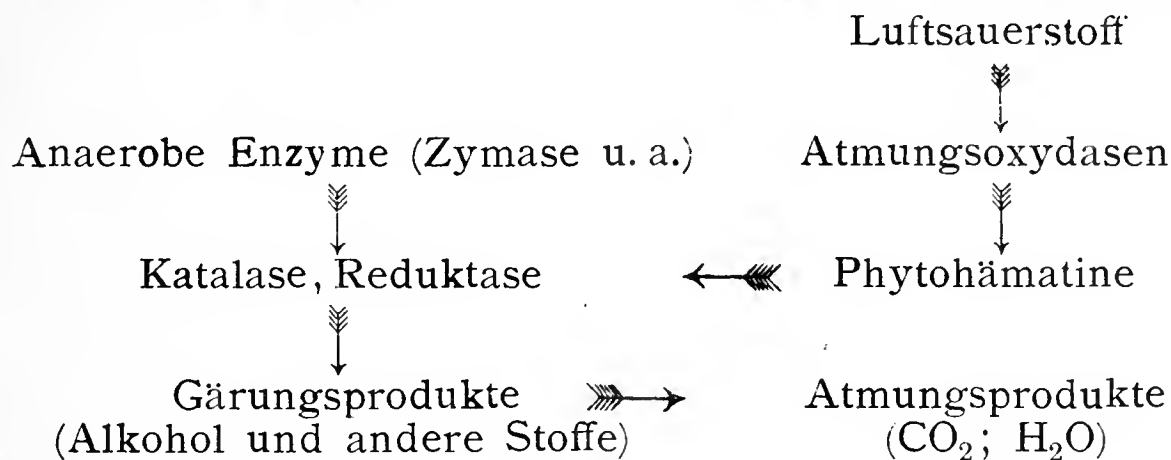 Luftsauerstoff
Anaerobe Enzyme (Zymase u. a.) Atmungsoxydasen
Katalase, Reduktase Phytohämatine
Gärungsprodukte Atmungsprodukte
(Alkohol und andere Stoffe) (CO₂; H₂O)